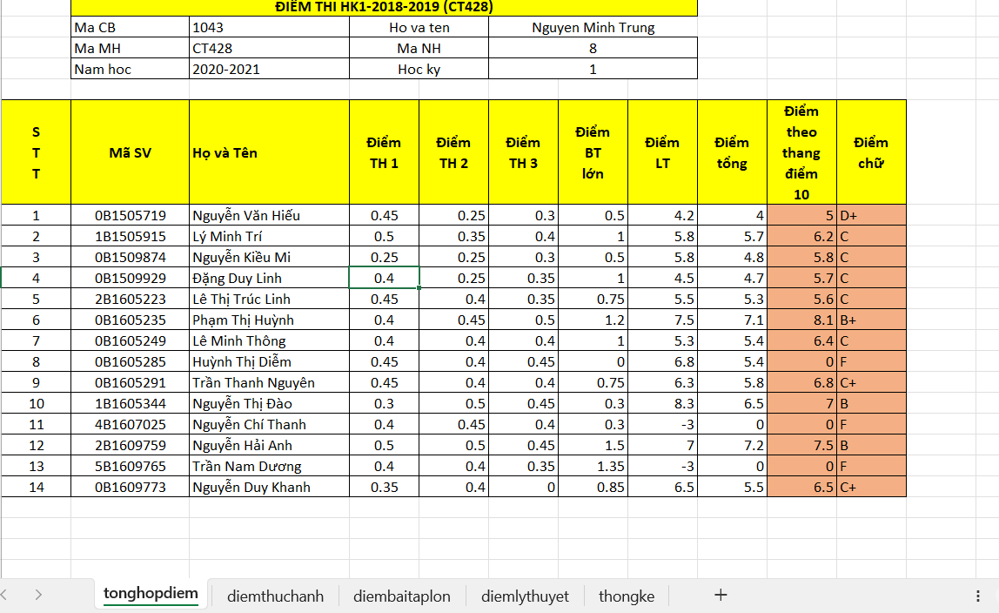 ĐIỂM THI HK1-2018-2019 (CT428)
Ma CB 1043 Ho va ten Nguyen Minh Trung
Ma MH CT428 Ma NH 8
Nam hoc 2020-2021 Hoc ky 1
S T T Mã SV Họ và Tên Điểm TH 1 Điểm TH 2 Điểm TH 3 Điểm BT lớn Điểm LT Điểm tổng Điểm theo thang điểm 10 Điểm chữ
1 0B1505719 Nguyễn Văn Hiếu 0.45 0.25 0.3 0.5 4.2 4 5 D+
2 1B1505915 Lý Minh Trí 0.5 0.35 0.4 1 5.8 5.7 6.2 C
3 0B1509874 Nguyễn Kiều Mi 0.25 0.25 0.3 0.5 5.8 4.8 5.8 C
4 0B1509929 Đặng Duy Linh 0.4 0.25 0.35 1 4.5 4.7 5.7 C
5 2B1605223 Lê Thị Trúc Linh 0.45 0.4 0.35 0.75 5.5 5.3 5.6 C
6 0B1605235 Phạm Thị Huỳnh 0.4 0.45 0.5 1.2 7.5 7.1 8.1 B+
7 0B1605249 Lê Minh Thông 0.4 0.4 0.4 1 5.3 5.4 6.4 C
8 0B1605285 Huỳnh Thị Diễm 0.45 0.4 0.45 0 6.8 5.4 0 F
9 0B1605291 Trần Thanh Nguyên 0.45 0.4 0.4 0.75 6.3 5.8 6.8 C+
10 1B1605344 Nguyễn Thị Đào 0.3 0.5 0.45 0.3 8.3 6.5 7 B
11 4B1607025 Nguyễn Chí Thanh 0.4 0.45 0.4 0.3 -3 0 0 F
12 2B1609759 Nguyễn Hải Anh 0.5 0.5 0.45 1.5 7 7.2 7.5 B
13 5B1609765 Trần Nam Dương 0.4 0.4 0.35 1.35 -3 0 0 F
14 0B1609773 Nguyễn Duy Khanh 0.35 0.4 0 0.85 6.5 5.5 6.5 C+
tonghopdiem diemthuchanh diembaitaplon diemlythuyet thongke